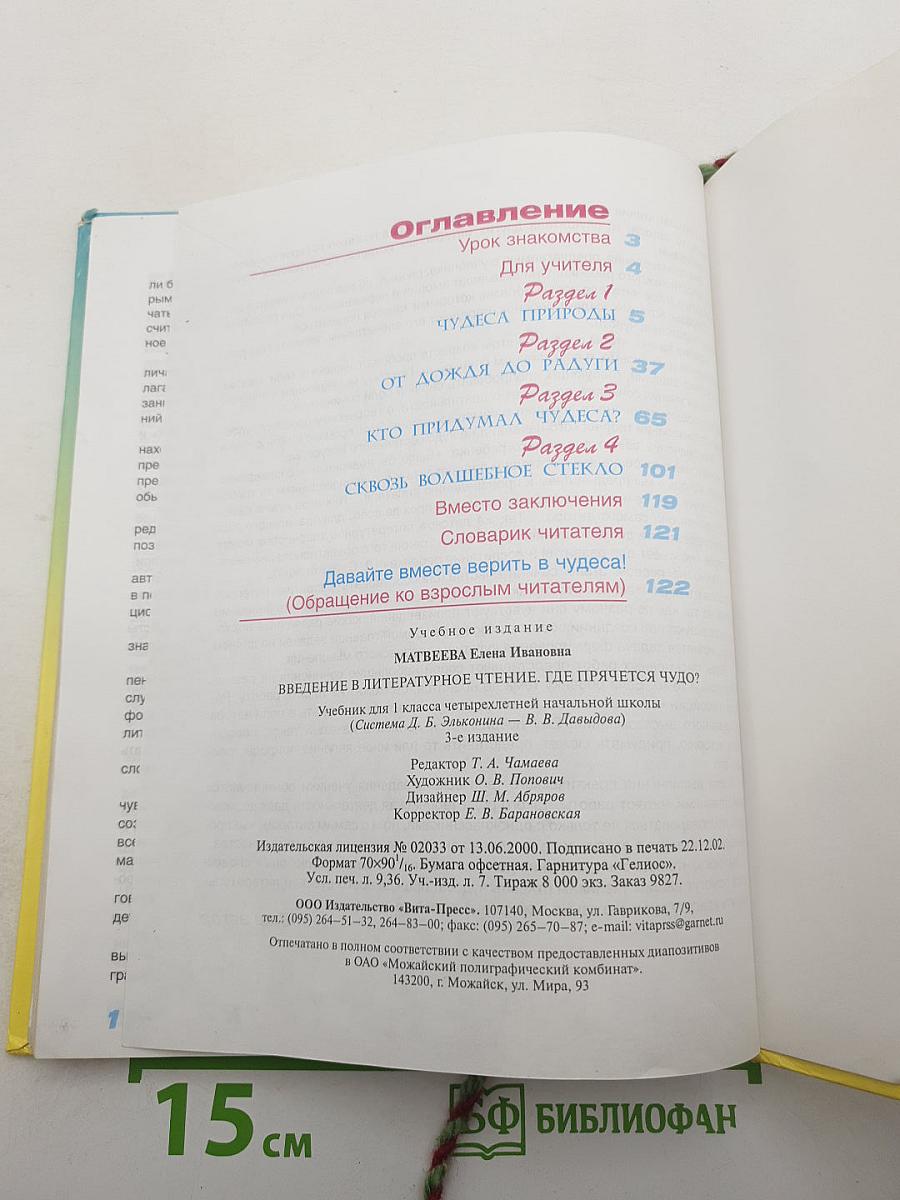 Оглавление
Урок знакомства 3
Для учителя 4
Раздел 1
ЧУДЕСА ПРИРОДЫ 5
Раздел 2
ОТ ДОЖДЯ ДО РАДУГИ 37
Раздел 3
КТО ПРИДУМАЛ ЧУДЕСА? 65
Раздел 4
СКВОЗЬ ВОЛШЕБНОЕ СТЕКЛО 101
Вместо заключения 119
Словарик читателя 121
Давайте вместе верить в чудеса!
(Обращение ко взрослым читателям) 122
Учебное издание
МАТВЕЕВА Елена Ивановна
ВВЕДЕНИЕ В ЛИТЕРАТУРНОЕ ЧТЕНИЕ. ГДЕ ПРЯЧЕТСЯ ЧУДО?
Учебник для 1 класса четырехлетней начальной школы
(Система Д. Б. Эльконина — В. В. Давыдова)
3-е издание
Редактор Т. А. Чамаева
Художник О. В. Попович
Дизайнер Ш. М. Абряров
Корректор Е. В. Барановская
Издательская лицензия № 02033 от 13.06.2000. Подписано в печать 22.12.02.
Формат 70×90 1/16. Бумага офсетная. Гарнитура «Гелиос».
Усл. печ. л. 9,36. Уч.-изд. л. 7. Тираж 8 000 экз. Заказ 9827.
ООО Издательство «Вита-Пресс». 107140, Москва, ул. Гаврикова, 7/9,
тел.: (095) 264–51–32, 264–83–00; факс: (095) 265–70–87; e-mail: vitaprss@garnet.ru
Отпечатано в полном соответствии с качеством предоставленных диапозитивов
в ОАО «Можайский полиграфический комбинат».
143200, г. Можайск, ул. Мира, 93
15 см
БФ БИБЛИОФАН